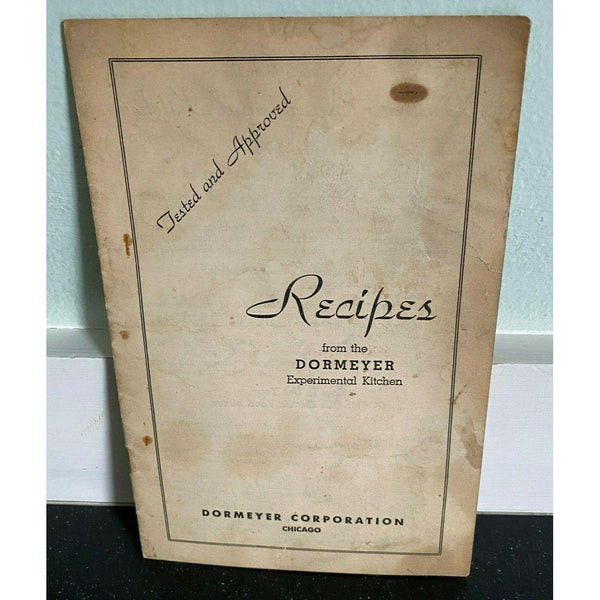 Tested and Approved
Recipes
from the
DORMEYER
Experimental Kitchen
DORMEYER CORPORATION
CHICAGO